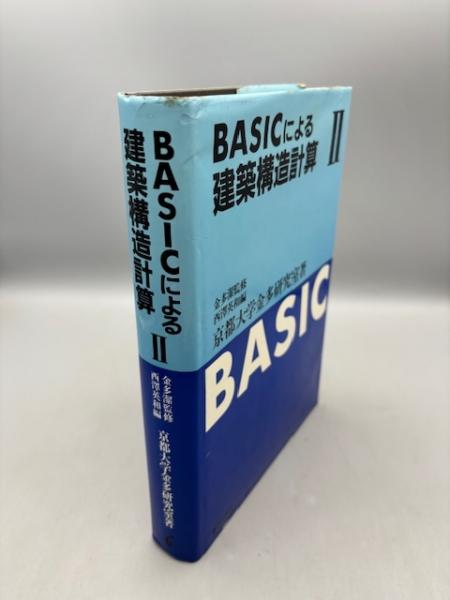 BASICによる
建築構造計算
II
金多潔監修
西澤英和編
京都大学金多研究室著
BASIC
BASICによる
建築構造計算
II
金多潔監修
西澤英和編
京都大学金多研究室著